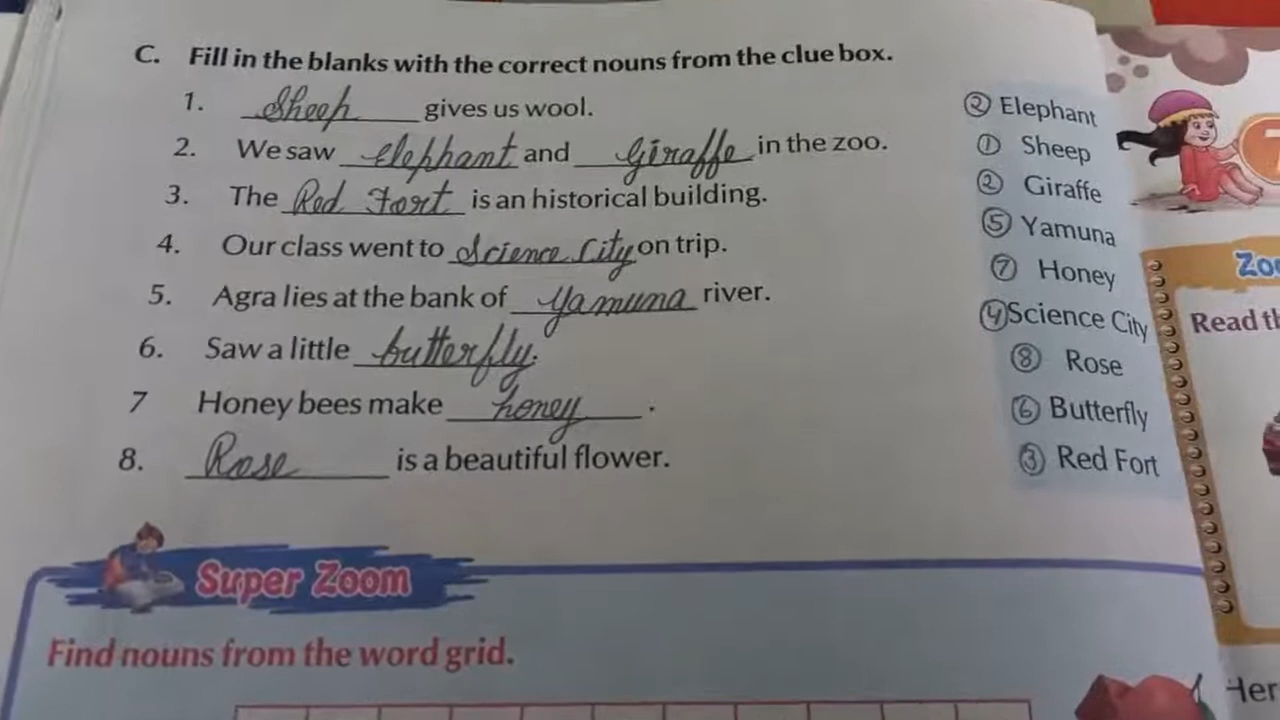 C. Fill in the blanks with the correct nouns from the clue box.
1. Sheep gives us wool.
2. We saw elephant and Giraffe in the zoo.
3. The Red Fort is an historical building.
4. Our class went to Science City on trip.
5. Agra lies at the bank of Yamuna river.
6. Saw a little butterfly.
7 Honey bees make honey .
8. Rose is a beautiful flower.
② Elephant
① Sheep
② Giraffe
⑤ Yamuna
⑦ Honey
④ Science City
⑧ Rose
⑥ Butterfly
③ Red Fort
Super Zoom
Find nouns from the word grid.
Zoo
Read th
Her